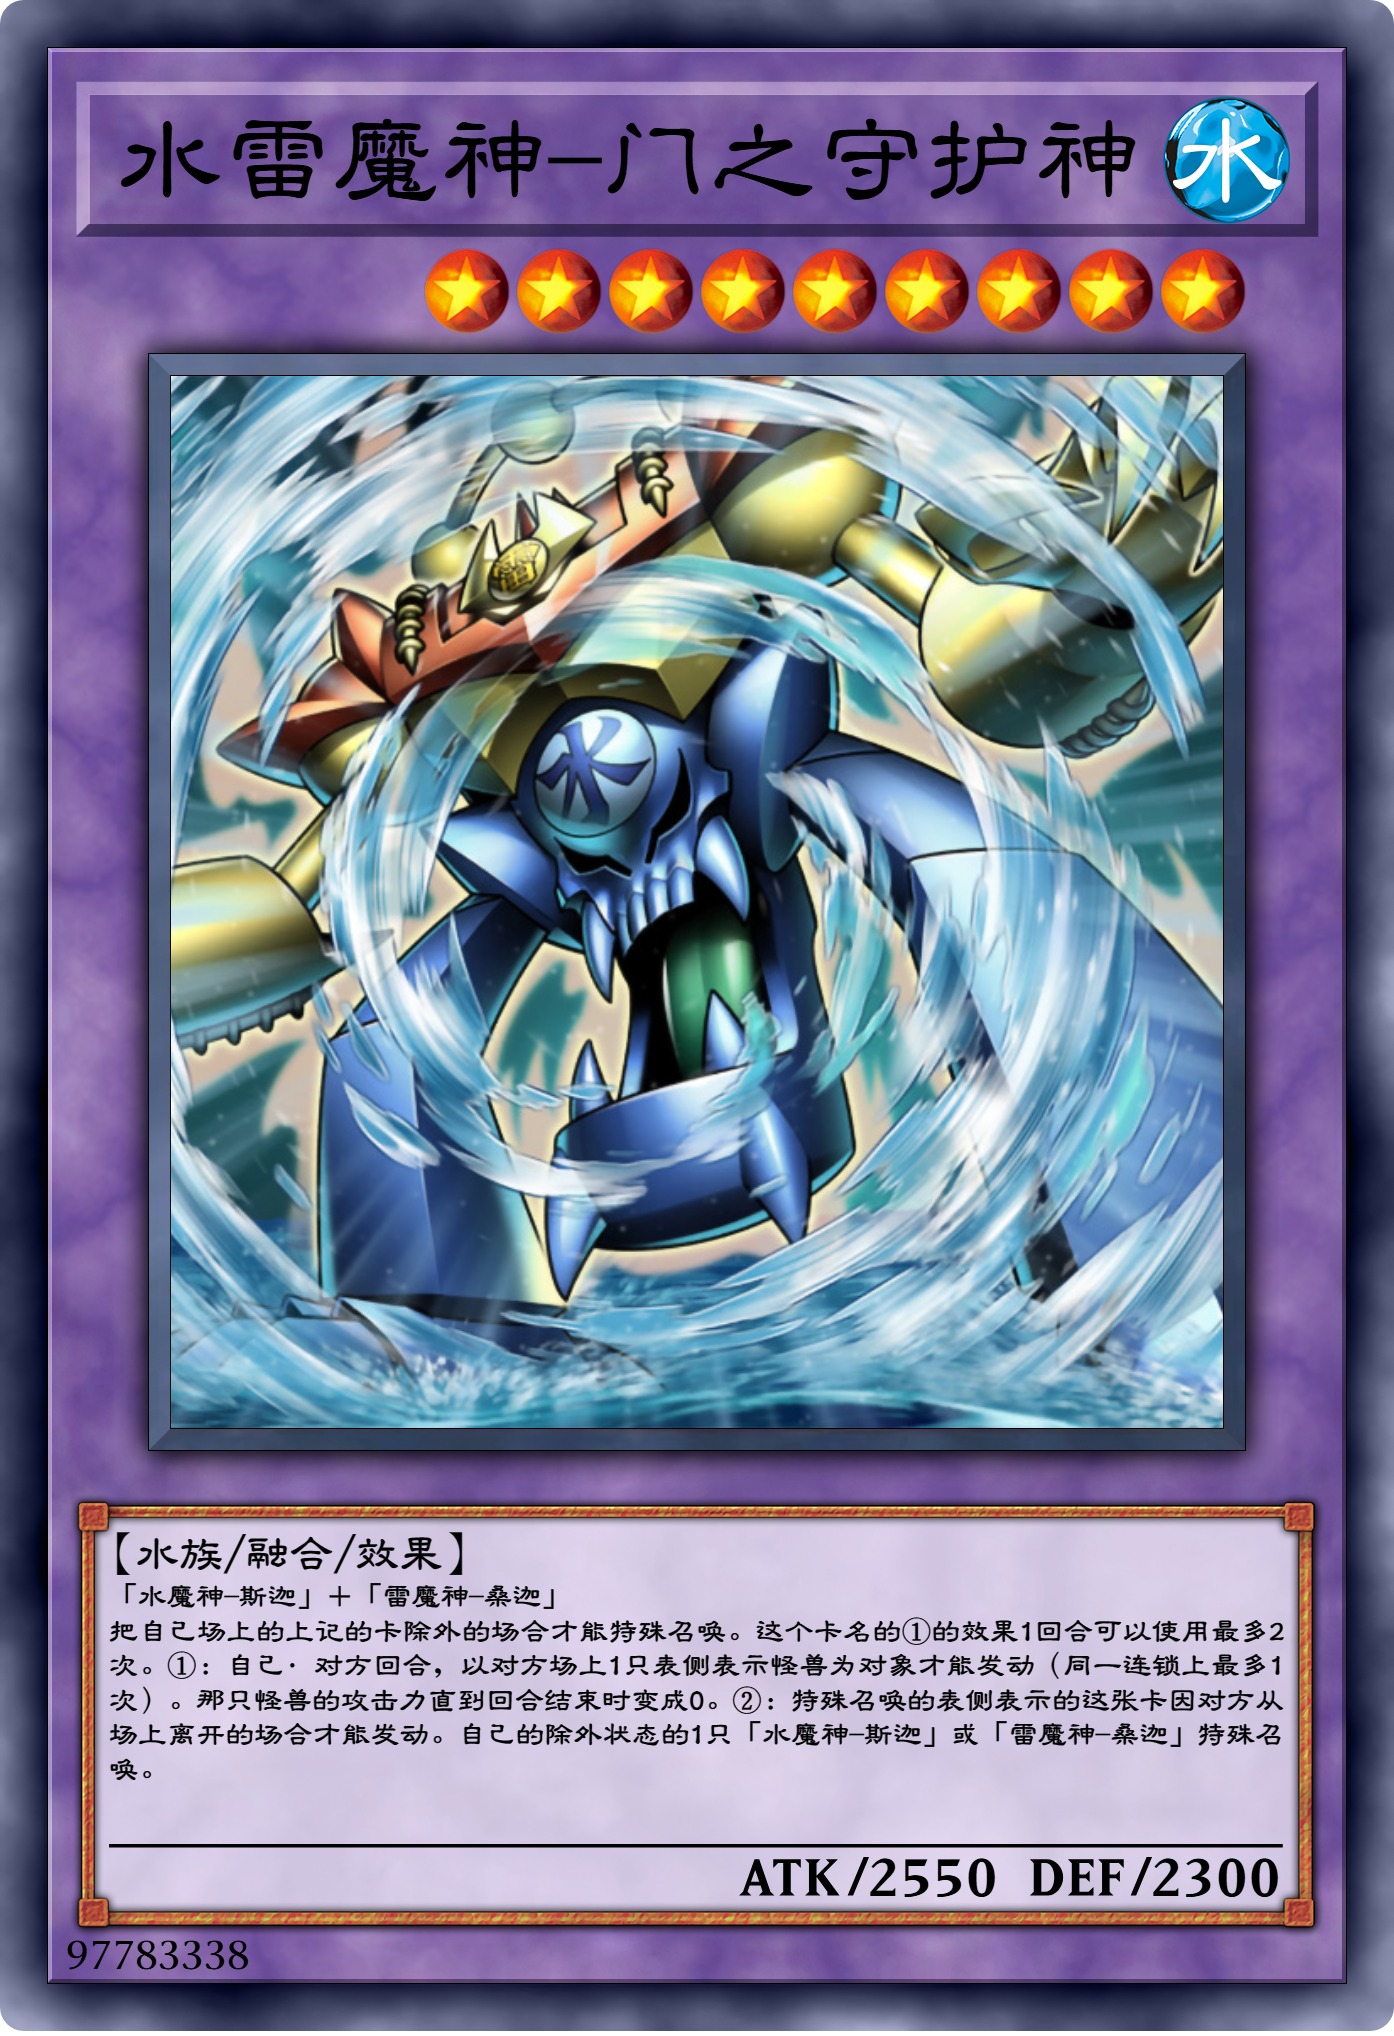 水雷魔神-门之守护神
水
水
【水族/融合/效果】
「水魔神-斯迦」＋「雷魔神-桑迦」
把自己场上的上记的卡除外的场合才能特殊召唤。这个卡名的①的效果1回合可以使用最多2
次。①：自己·对方回合，以对方场上1只表侧表示怪兽为对象才能发动（同一连锁上最多1
次）。那只怪兽的攻击力直到回合结束时变成0。②：特殊召唤的表侧表示的这张卡因对方从
场上离开的场合才能发动。自己的除外状态的1只「水魔神-斯迦」或「雷魔神-桑迦」特殊召
唤。
ATK/2550 DEF/2300
97783338